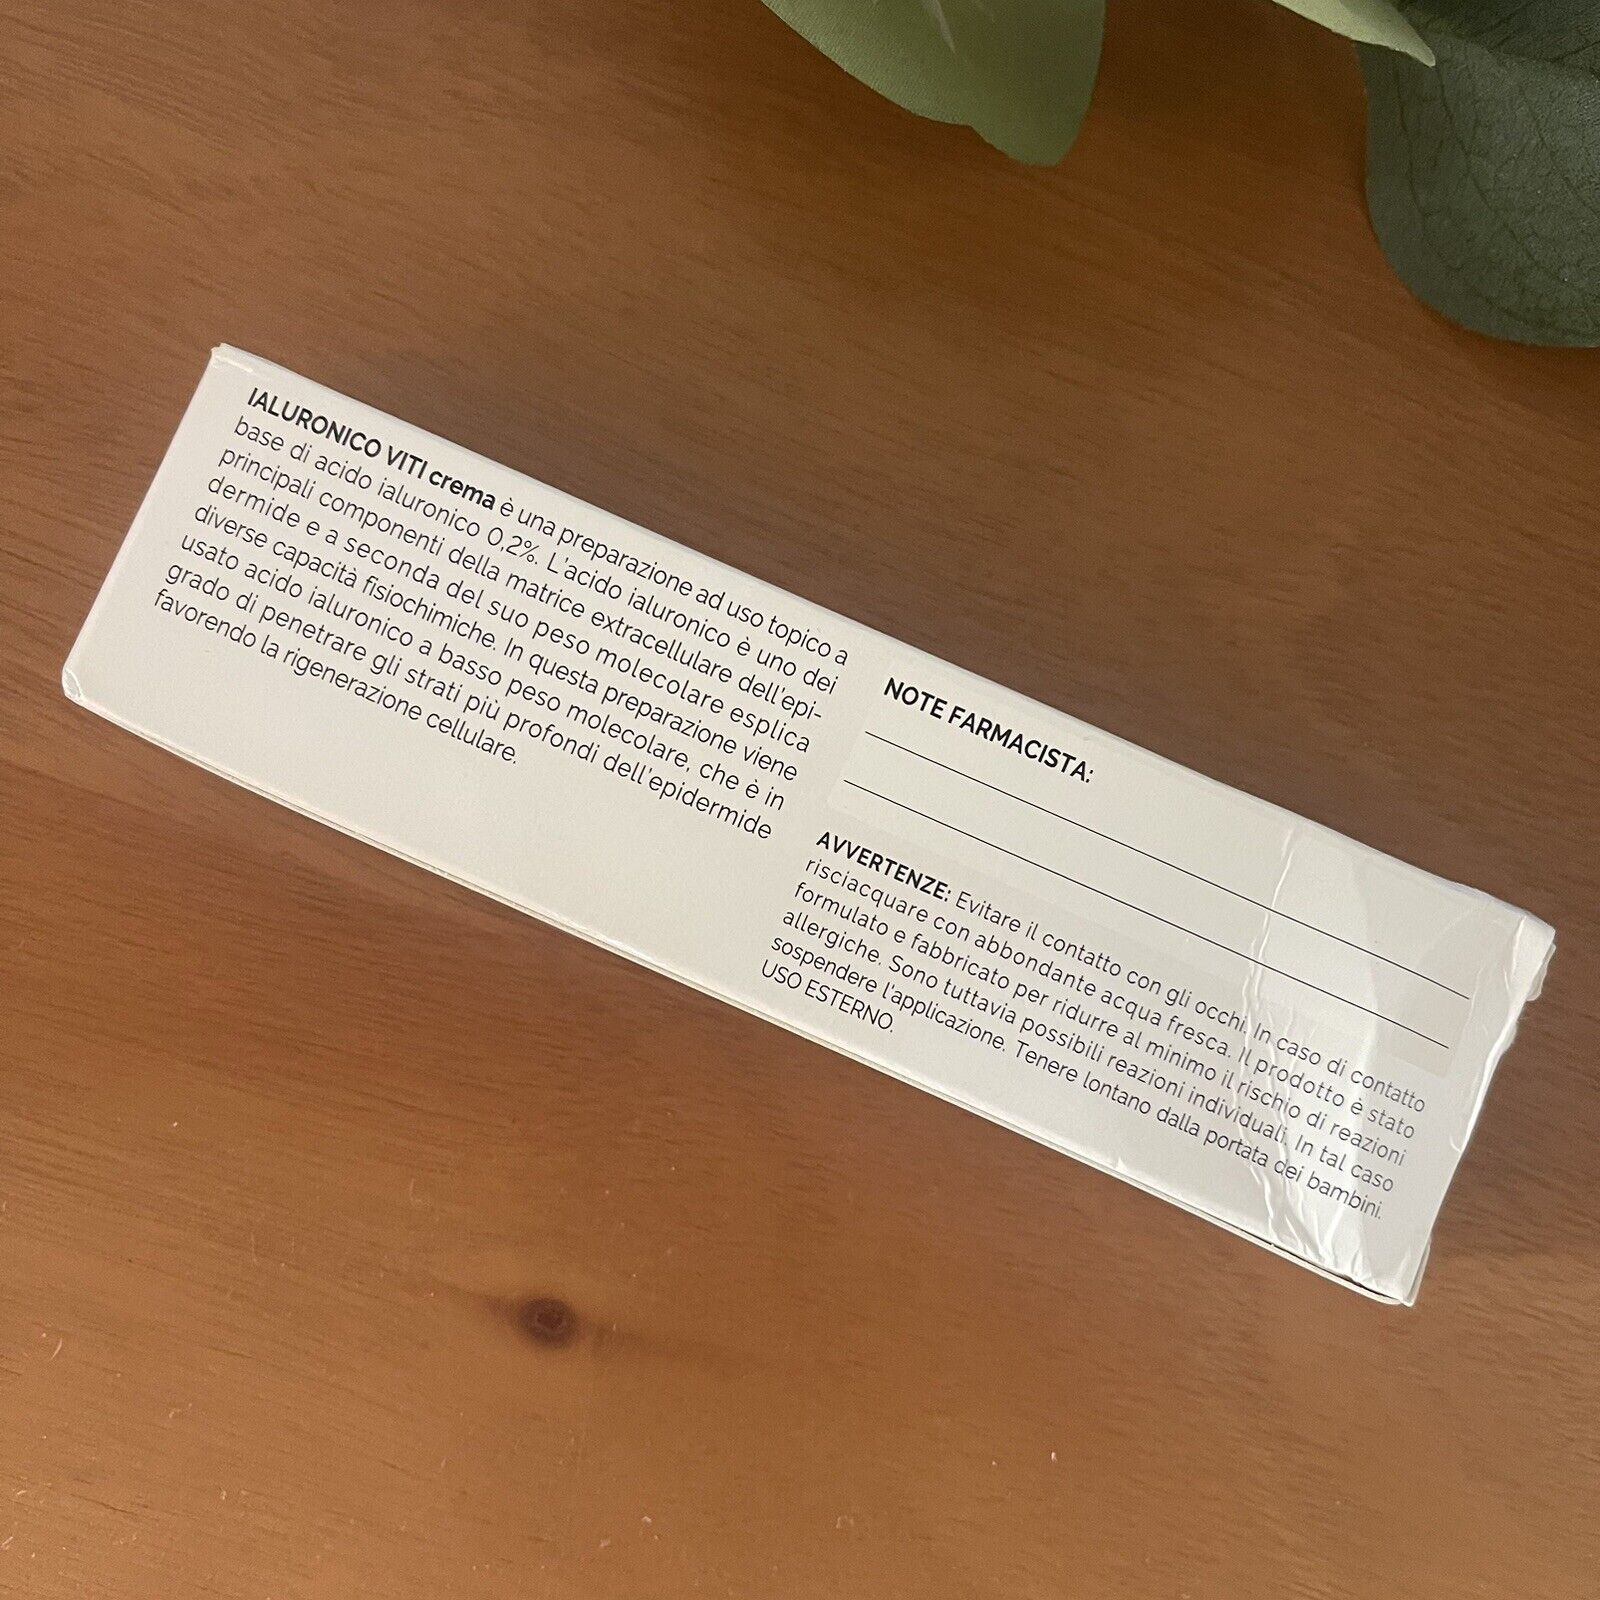 IALURONICO VITI crema è una preparazione ad uso topico a
base di acido ialuronico 0,2%. L'acido ialuronico è uno dei
principali componenti della matrice extracellulare dell'epi-
dermide e a seconda del suo peso molecolare esplica
diverse capacità fisiochimiche. In questa preparazione viene
usato acido ialuronico a basso peso molecolare, che è in
grado di penetrare gli strati più profondi dell'epidermide
favorendo la rigenerazione cellulare.
NOTE FARMACISTA:
AVVERTENZE: Evitare il contatto con gli occhi. In caso di contatto
risciacquare con abbondante acqua fresca. Il prodotto è stato
formulato e fabbricato per ridurre al minimo il rischio di reazioni
allergiche. Sono tuttavia possibili reazioni individuali. In tal caso
sospendere l'applicazione. Tenere lontano dalla portata dei bambini.
USO ESTERNO.